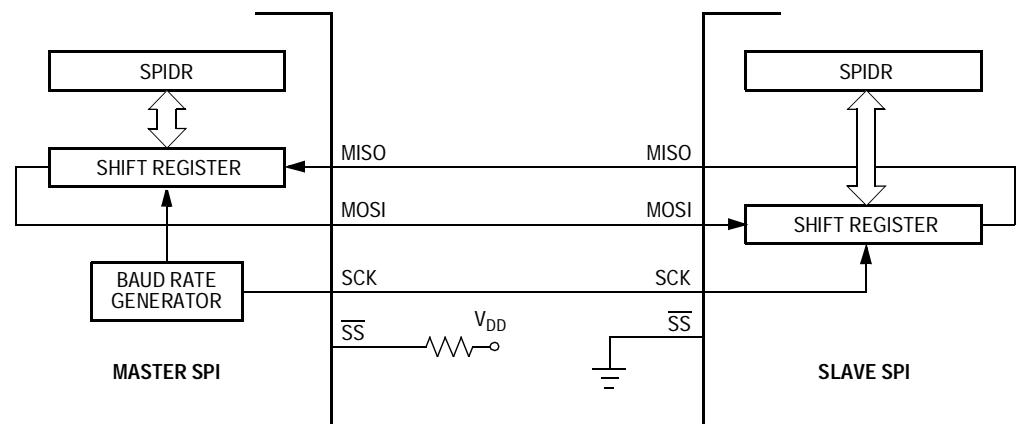 SPIDR
SPIDR
SHIFT REGISTER
MISO
MISO
MOSI
MOSI
SHIFT REGISTER
BAUD RATE
GENERATOR
SCK
SCK
SS
VDD
SS
MASTER SPI
SLAVE SPI